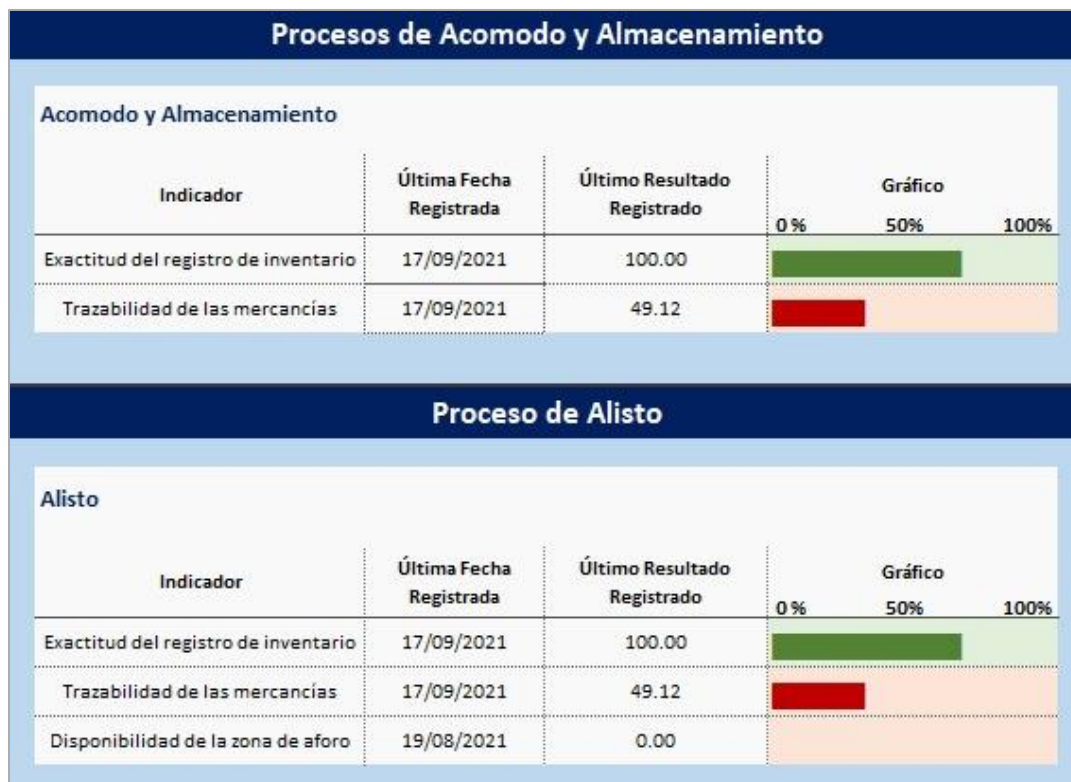 Procesos de Acomodo y Almacenamiento
Acomodo y Almacenamiento
Indicador
Última Fecha
Registrada
Último Resultado
Registrado
Gráfico
0 % 50% 100%
Exactitud del registro de inventario 17/09/2021 100.00
Trazabilidad de las mercancías 17/09/2021 49.12
Proceso de Alisto
Alisto
Indicador
Última Fecha
Registrada
Último Resultado
Registrado
Gráfico
0 % 50% 100%
Exactitud del registro de inventario 17/09/2021 100.00
Trazabilidad de las mercancías 17/09/2021 49.12
Disponibilidad de la zona de aforo 19/08/2021 0.00